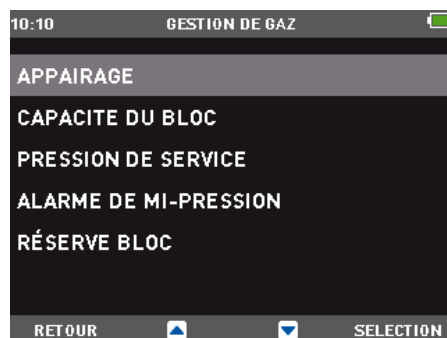 10:10 GESTION DE GAZ
APPAIRAGE
CAPACITE DU BLOC
PRESSION DE SERVICE
ALARME DE MI-PRESSION
RÉSERVE BLOC
RETOUR SELECTION